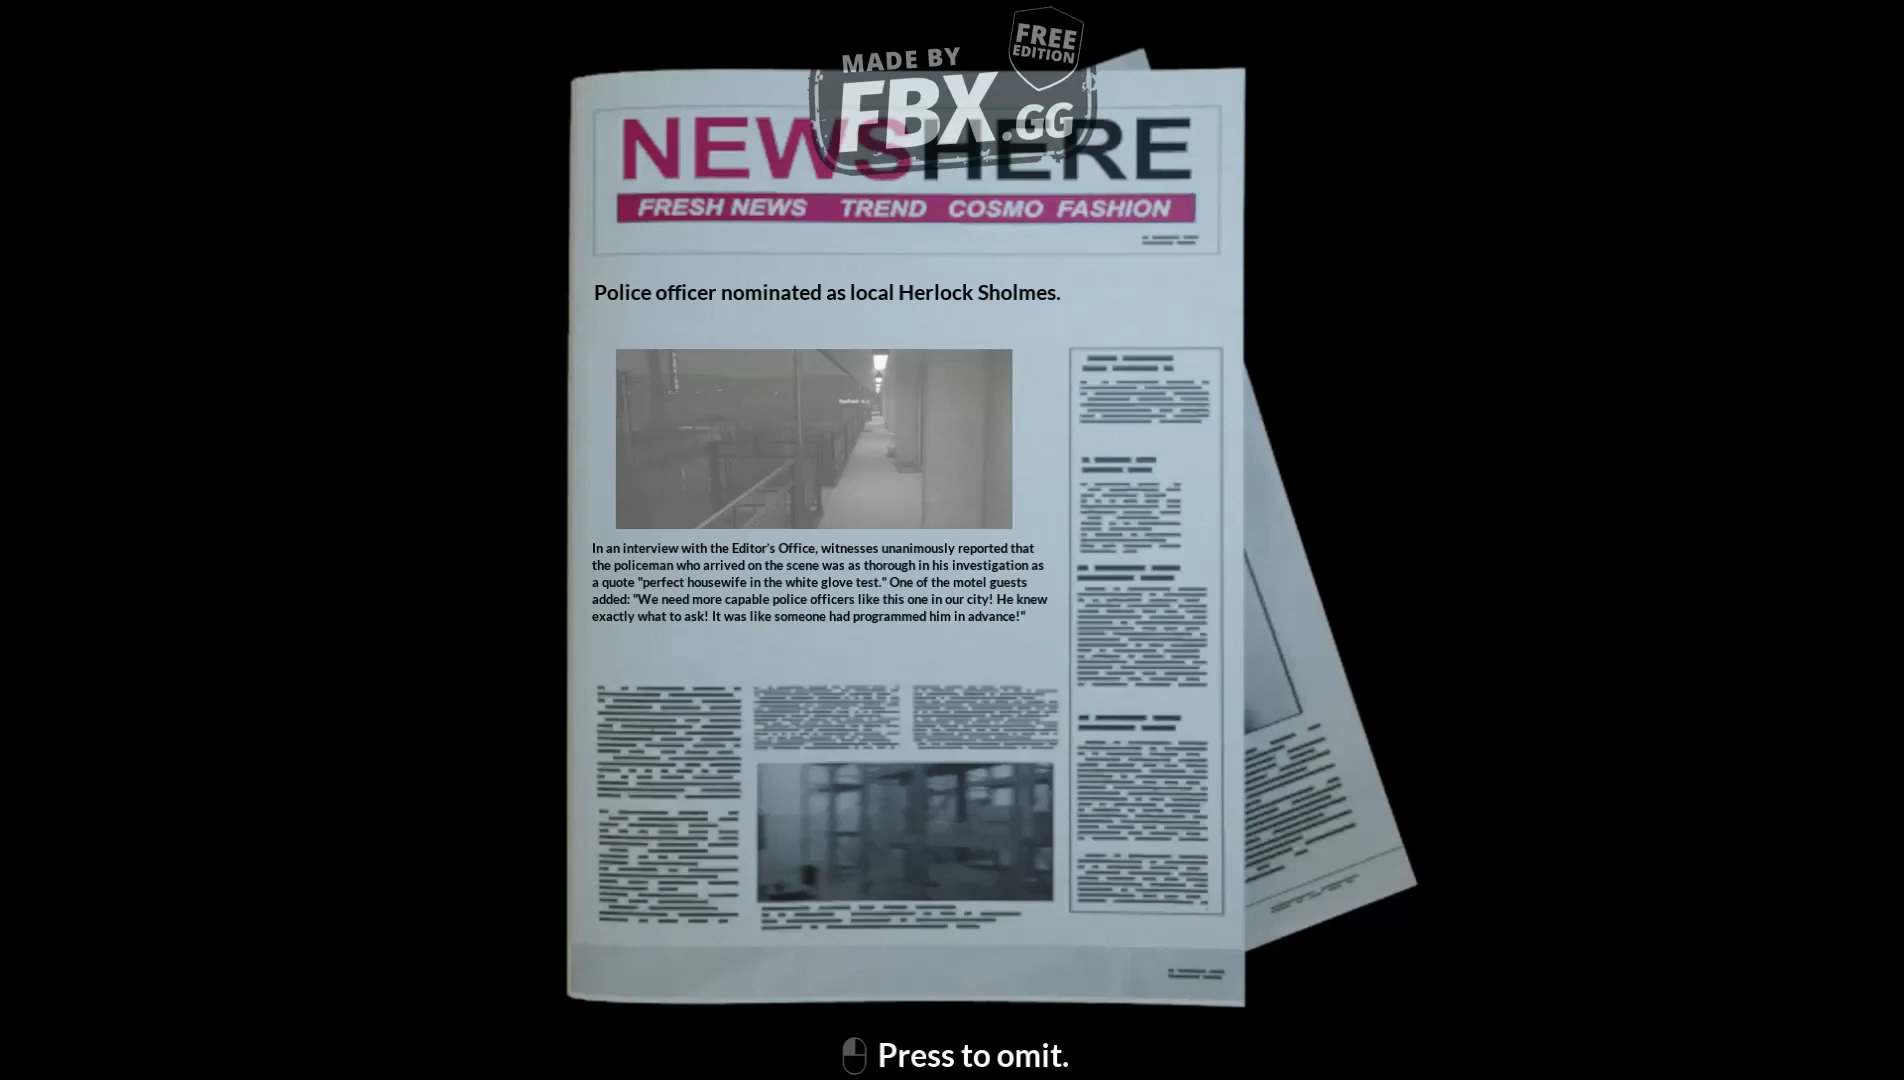 MADE BY
FREE
EDITION
FBX.GG
NEWSHERE
FRESH NEWS TREND COSMO FASHION
Police officer nominated as local Herlock Sholmes.
In an interview with the Editor's Office, witnesses unanimously reported that
the policeman who arrived on the scene was as thorough in his investigation as
a quote "perfect housewife in the white glove test." One of the motel guests
added: "We need more capable police officers like this one in our city! He knew
exactly what to ask! It was like someone had programmed him in advance!"
Press to omit.